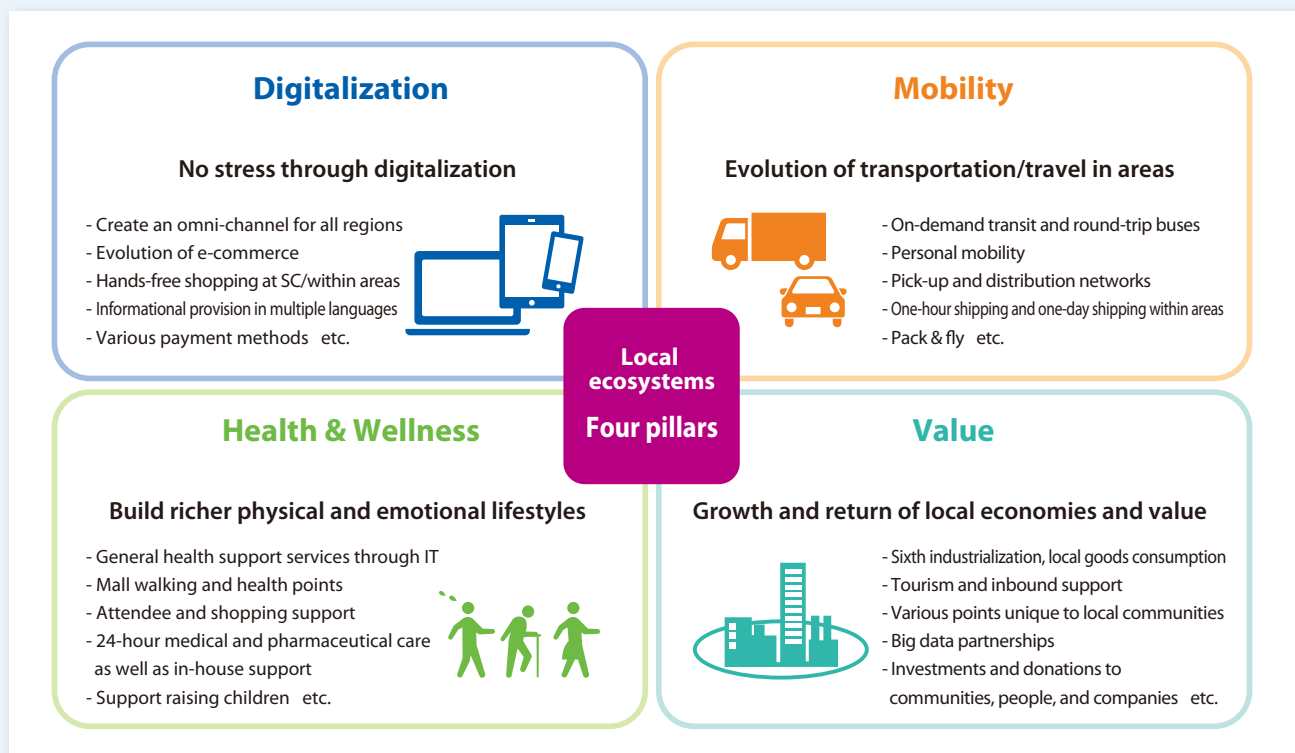 Digitalization
No stress through digitalization
- Create an omni-channel for all regions
- Evolution of e-commerce
- Hands-free shopping at SC/within areas
- Informational provision in multiple languages
- Various payment methods etc.
Mobility
Evolution of transportation/travel in areas
- On-demand transit and round-trip buses
- Personal mobility
- Pick-up and distribution networks
- One-hour shipping and one-day shipping within areas
- Pack & fly etc.
Local
ecosystems
Four pillars
Health & Wellness
Build richer physical and emotional lifestyles
- General health support services through IT
- Mall walking and health points
- Attendee and shopping support
- 24-hour medical and pharmaceutical care
as well as in-house support
- Support raising children etc.
Value
Growth and return of local economies and value
- Sixth industrialization, local goods consumption
- Tourism and inbound support
- Various points unique to local communities
- Big data partnerships
- Investments and donations to
communities, people, and companies etc.